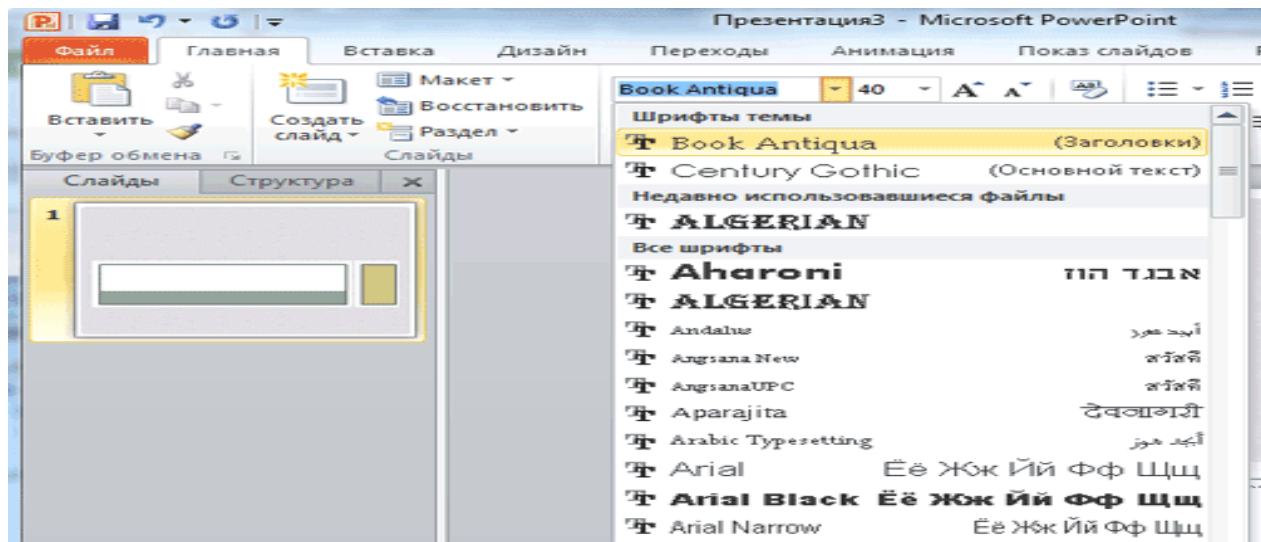 Презентация3 - Microsoft PowerPoint
Файл Главная Вставка Дизайн Переходы Анимация Показ слайдов
Вставить
Буфер обмена
Создать слайд
Макет
Восстановить
Раздел
Слайды
Book Antiqua 40
Слайды Структура
1
Шрифты темы
Book Antiqua (Заголовки)
Century Gothic (Основной текст)
Недавно использовавшиеся файлы
ALGERIAN
Все шрифты
Aharoni אבגד הוז
ALGERIAN
Andalus أبجد هوز
Angsana New สวัสดี
AngsanaUPC สวัสดี
Aparajita देवनागरी
Arabic Typesetting أبجد هوز
Arial Ёё Жж Йй Фф Щщ
Arial Black Ёё Жж Йй Фф Щщ
Arial Narrow Ёё Жж Йй Фф Щщ